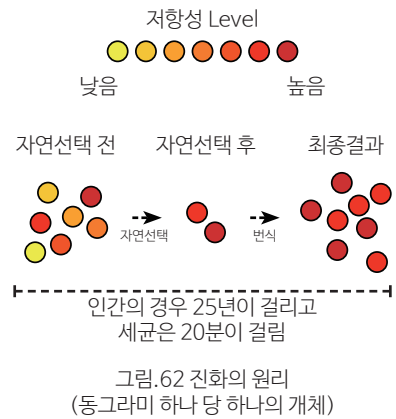 저항성 Level
낮음 높음
자연선택 전 자연선택 후 최종결과
자연선택 번식
인간의 경우 25년이 걸리고
세균은 20분이 걸림
그림.62 진화의 원리
(동그라미 하나 당 하나의 개체)